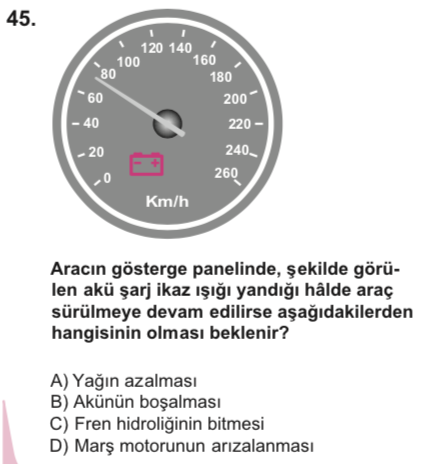 45.
120 140
100 160
80 180
60 200
40 220
20 240
0 260
Km/h
Aracın gösterge panelinde, şekilde görü-
len akü şarj ikaz ışığı yandığı hâlde araç
sürülmeye devam edilirse aşağıdakilerden
hangisinin olması beklenir?
A) Yağın azalması
B) Akünün boşalması
C) Fren hidroliğinin bitmesi
D) Marş motorunun arızalanması